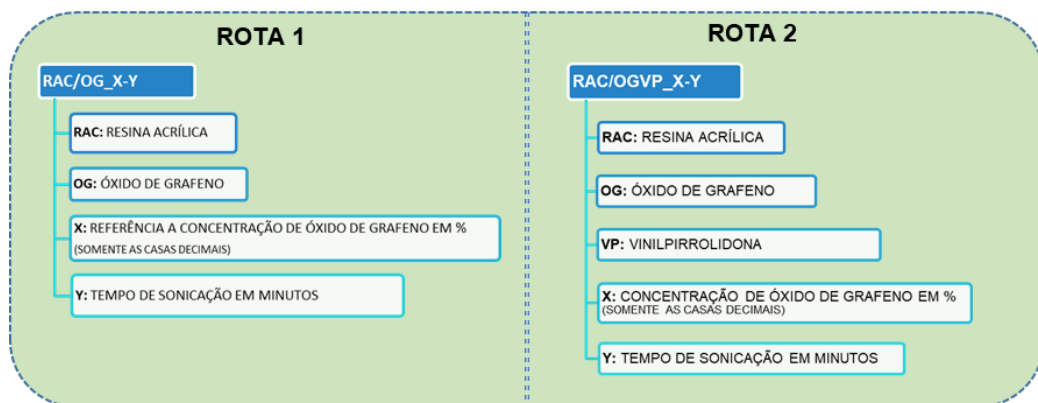 ROTA 1
RAC/OG_X-Y
RAC: RESINA ACRÍLICA
OG: ÓXIDO DE GRAFENO
X: REFERÊNCIA A CONCENTRAÇÃO DE ÓXIDO DE GRAFENO EM %
(SOMENTE AS CASAS DECIMAIS)
Y: TEMPO DE SONICAÇÃO EM MINUTOS
ROTA 2
RAC/OGVP_X-Y
RAC: RESINA ACRÍLICA
OG: ÓXIDO DE GRAFENO
VP: VINILPIRROLIDONA
X: CONCENTRAÇÃO DE ÓXIDO DE GRAFENO EM %
(SOMENTE AS CASAS DECIMAIS)
Y: TEMPO DE SONICAÇÃO EM MINUTOS